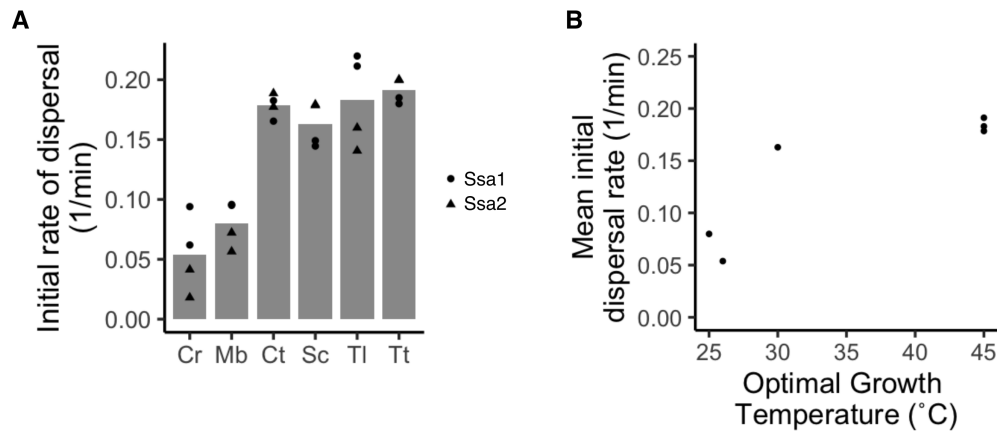 A
Initial rate of dispersal
(1/min)
0.20
0.15
0.10
0.05
0.00
Cr Mb Ct Sc Tl Tt
Ssa1
Ssa2
B
Mean initial
dispersal rate (1/min)
0.25
0.20
0.15
0.10
0.05
0.00
25 30 35 40 45
Optimal Growth
Temperature (˚C)